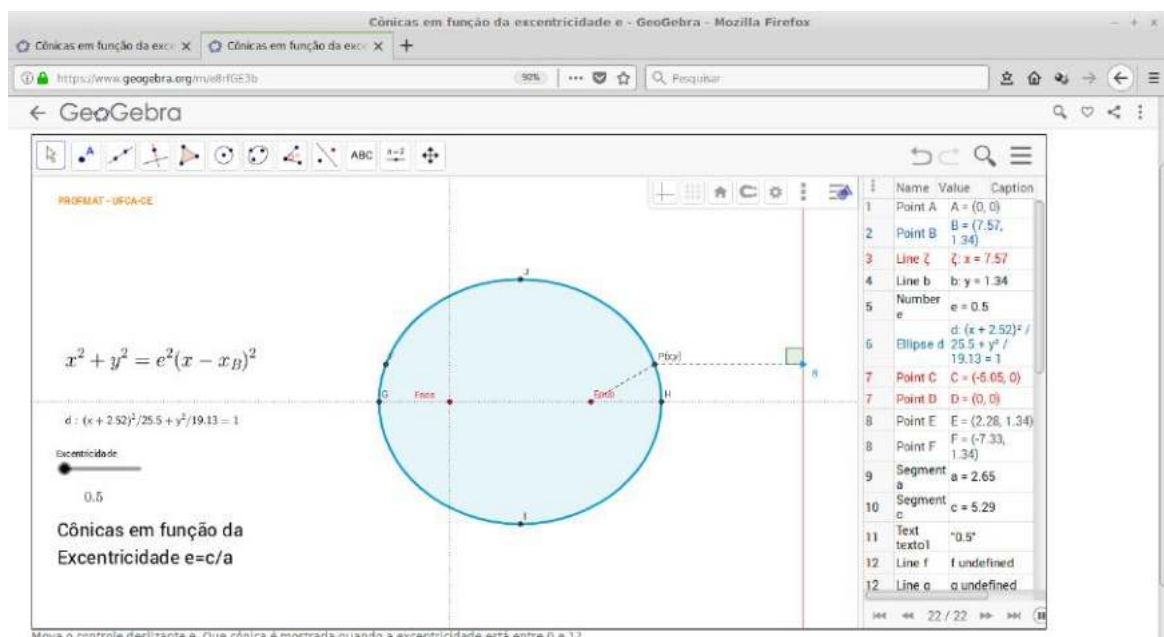 Cônicas em função da excentricidade e - GeoGebra - Mozilla Firefox
Cônicas em função da exce
Cônicas em função da exce
https://www.geogebra.org/m/e8rfGE3b
90%
Pesquisar
GeoGebra
ABC
a=2
PROFMAT - UFCA-CE
x² + y² = e²(x − x_B)²
d : (x + 2.52)²/25.5 + y²/19.13 = 1
Excentricidade
0.5
Cônicas em função da
Excentricidade e=c/a
J
P(x,y)
B
G
H
I
Name Value Caption
1 Point A A = (0, 0)
2 Point B B = (7.57, 1.34)
3 Line ζ ζ: x = 7.57
4 Line b b: y = 1.34
5 Number e e = 0.5
6 Ellipse d d: (x + 2.52)² / 25.5 + y² / 19.13 = 1
7 Point C C = (-5.05, 0)
7 Point D D = (0, 0)
8 Point E E = (2.28, 1.34)
8 Point F F = (-7.33, 1.34)
9 Segment a a = 2.65
10 Segment c c = 5.29
11 Text texto1 "0.5"
12 Line f f undefined
12 Line g g undefined
22 / 22
Mova o controle deslizante e. Que cônica é mostrada quando a excentricidade está entre 0 e 1?